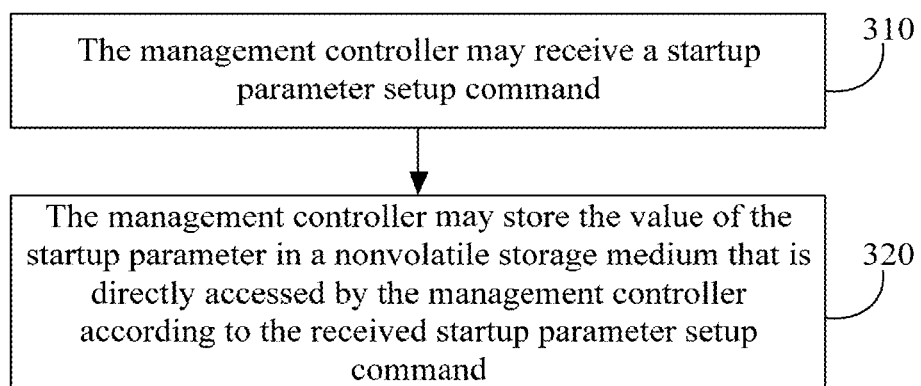 The management controller may receive a startup
parameter setup command
310
The management controller may store the value of the
startup parameter in a nonvolatile storage medium that is
directly accessed by the management controller
according to the received startup parameter setup
command
320